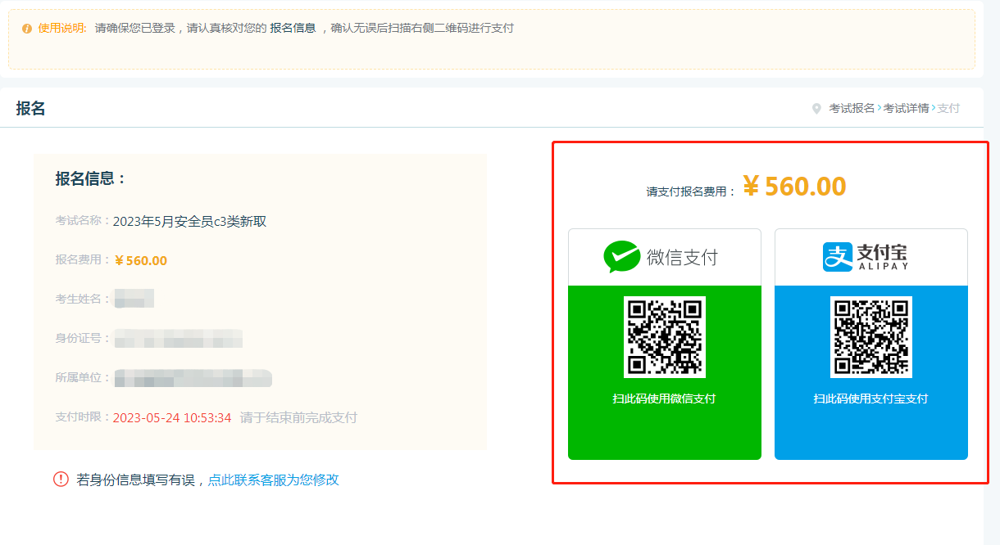 使用说明: 请确保您已登录，请认真核对您的 报名信息 ，确认无误后扫描右侧二维码进行支付
报名
考试报名 > 考试详情 > 支付
报名信息：
考试名称：2023年5月安全员c3类新取
报名费用：¥560.00
考生姓名：
身份证号：
所属单位：
支付时限：2023-05-24 10:53:34 请于结束前完成支付
若身份信息填写有误，点此联系客服为您修改
请支付报名费用： ¥560.00
微信支付
扫此码使用微信支付
支付宝
ALIPAY
扫此码使用支付宝支付